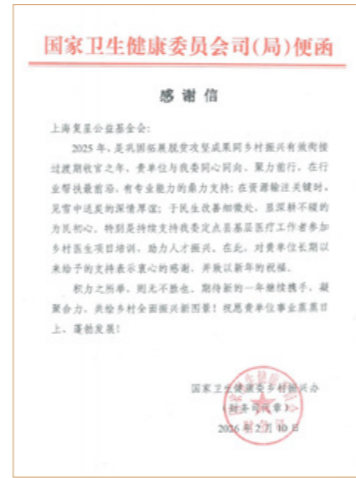 国家卫生健康委员会司(局)便函
感谢信
上海复星公益基金会:
2025年,是巩固拓展脱贫攻坚成果同乡村振兴有效衔接
过渡期收官之年,贵单位与我委同心同向、聚力前行,在行
业帮扶最前沿,有专业能力的鼎力支持;在资源输注关键时,
见雪中送炭的深情厚谊;于民生改善细微处,显深耕不辍的
为民初心。特别是持续支持我委定点县基层医疗工作者参加
乡村医生项目培训,助力人才振兴。在此,对贵单位长期以
来给予的支持表示衷心的感谢,并致以新年的祝福。
积力之所举,则无不胜也。期待新的一年继续携手,凝
聚合力,共绘乡村全面振兴新图景!祝愿贵单位事业蒸蒸日
上、蓬勃发展!
国家卫生健康委乡村振兴办
(财务司代章)
2026年2月10日